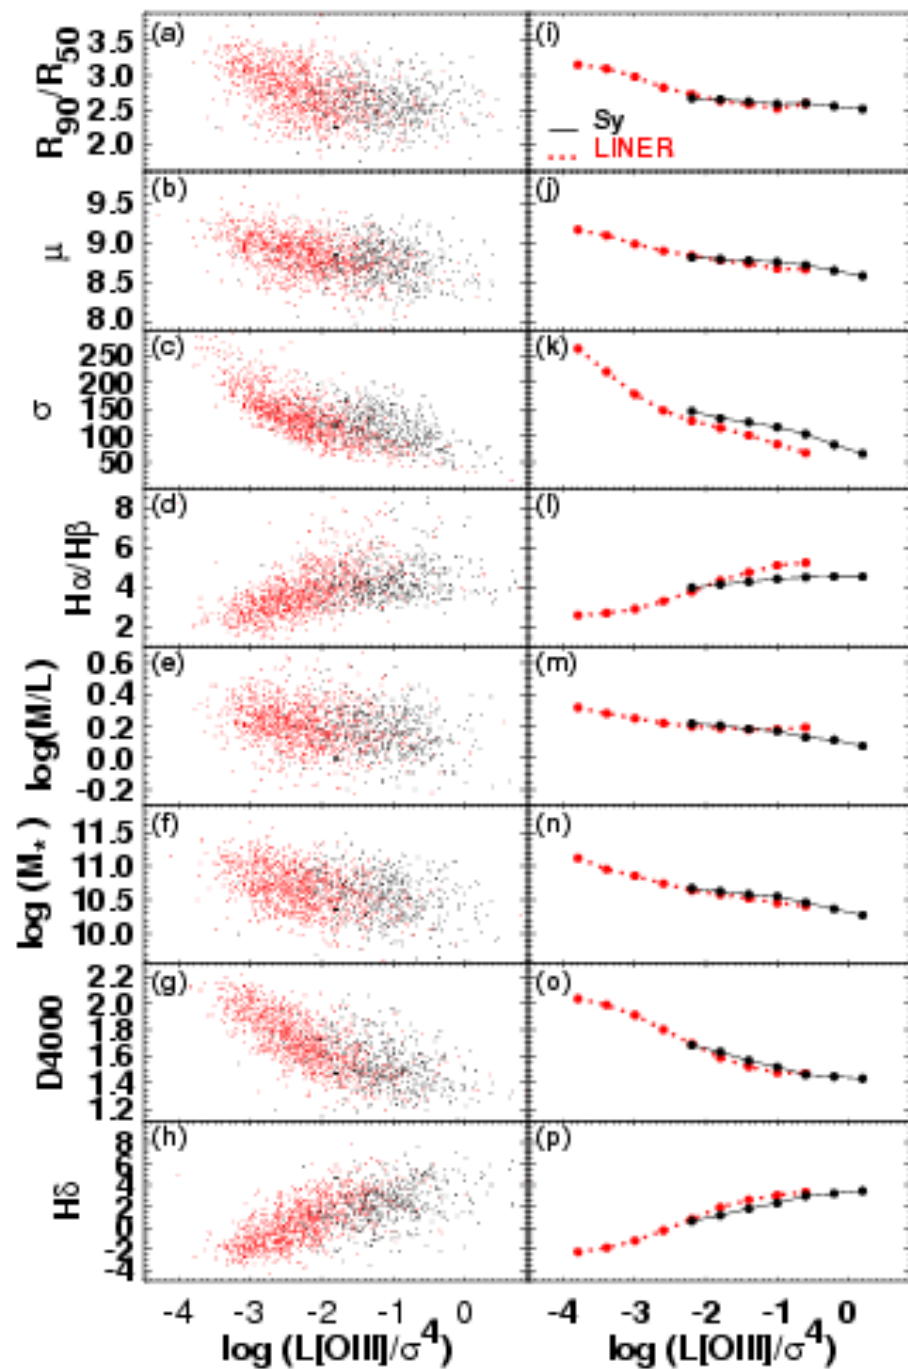 (a)
(i)
R90/R50
3.5
3.0
2.5
2.0
Sy
LINER
(b)
(j)
μ
9.5
9.0
8.5
8.0
(c)
(k)
σ
250
200
150
100
50
(d)
(l)
Hα/Hβ
8
6
4
2
(e)
(m)
log(M/L)
0.6
0.4
0.2
0.0
-0.2
(f)
(n)
log (M*)
11.5
11.0
10.5
10.0
(g)
(o)
D4000
2.2
2.0
1.8
1.6
1.4
1.2
(h)
(p)
Hδ
8
6
4
2
0
-2
-4
-4 -3 -2 -1 0
-4 -3 -2 -1 0
log (L[OIII]/σ⁴)
log (L[OIII]/σ⁴)